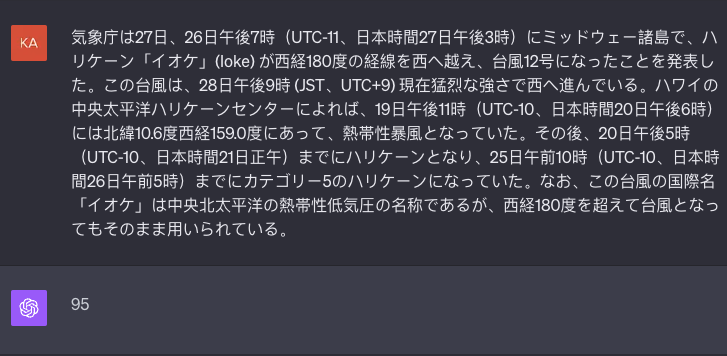 KA
気象庁は27日、26日午後7時（UTC-11、日本時間27日午後3時）にミッドウェー諸島で、ハ
リケーン「イオケ」(Ioke) が西経180度の経線を西へ越え、台風12号になったことを発表し
た。この台風は、28日午後9時 (JST、UTC+9) 現在猛烈な強さで西へ進んでいる。ハワイの
中央太平洋ハリケーンセンターによれば、19日午後11時（UTC-10、日本時間20日午後6時）
には北緯10.6度西経159.0度にあって、熱帯性暴風となっていた。その後、20日午後5時
（UTC-10、日本時間21日正午）までにハリケーンとなり、25日午前10時（UTC-10、日本時
間26日午前5時）までにカテゴリー5のハリケーンになっていた。なお、この台風の国際名
「イオケ」は中央北太平洋の熱帯性低気圧の名称であるが、西経180度を超えて台風となっ
てもそのまま用いられている。
95